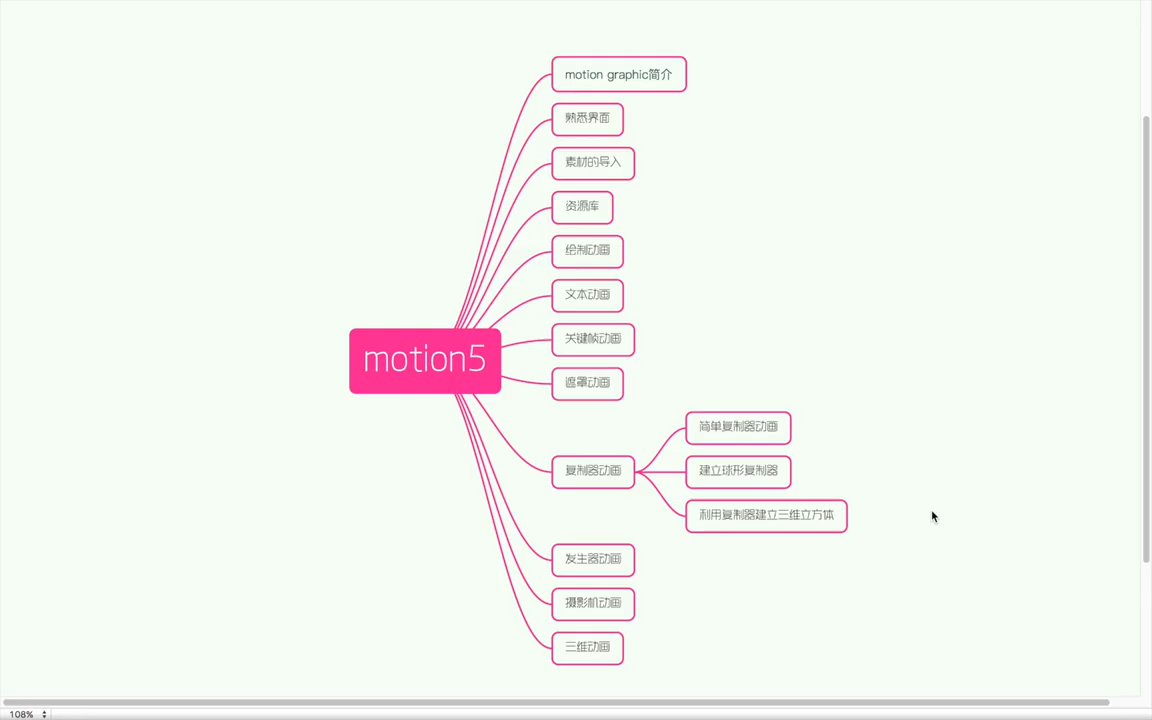 motion graphic简介
熟悉界面
素材的导入
资源库
绘制动画
文本动画
关键帧动画
motion5
遮罩动画
简单复制器动画
复制器动画
建立球形复制器
利用复制器建立三维立方体
发生器动画
摄影机动画
三维动画
108%